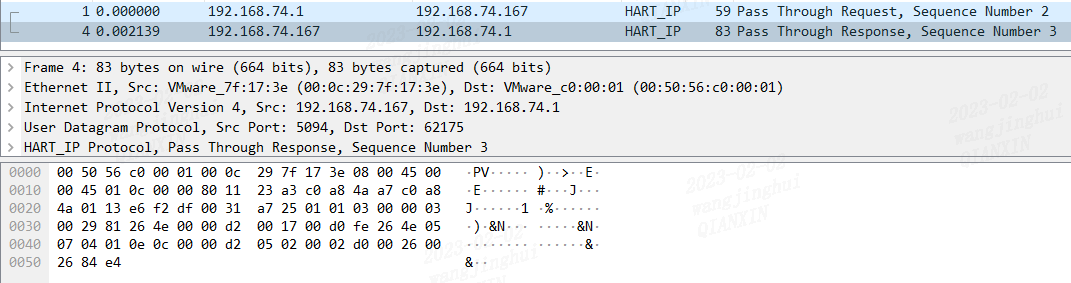 1 0.000000 192.168.74.1 192.168.74.167 HART_IP 59 Pass Through Request, Sequence Number 2
4 0.002139 192.168.74.167 192.168.74.1 HART_IP 83 Pass Through Response, Sequence Number 3
> Frame 4: 83 bytes on wire (664 bits), 83 bytes captured (664 bits)
> Ethernet II, Src: VMware_7f:17:3e (00:0c:29:7f:17:3e), Dst: VMware_c0:00:01 (00:50:56:c0:00:01)
> Internet Protocol Version 4, Src: 192.168.74.167, Dst: 192.168.74.1
> User Datagram Protocol, Src Port: 5094, Dst Port: 62175
> HART_IP Protocol, Pass Through Response, Sequence Number 3
0000 00 50 56 c0 00 01 00 0c 29 7f 17 3e 08 00 45 00 ·PV····· )··>··E·
0010 00 45 01 0c 00 00 80 11 23 a3 c0 a8 4a a7 c0 a8 ·E······ #···J···
0020 4a 01 13 e6 f2 df 00 31 a7 25 01 01 03 00 00 03 J······1 ·%······
0030 00 29 81 26 4e 00 00 d2 00 17 00 d0 fe 26 4e 05 ·)·&N··· ·····&N·
0040 07 04 01 0e 0c 00 00 d2 05 02 00 02 d0 00 26 00 ········ ······&·
0050 26 84 e4 &··
2023-02-02
wangjinghui
QIANXIN